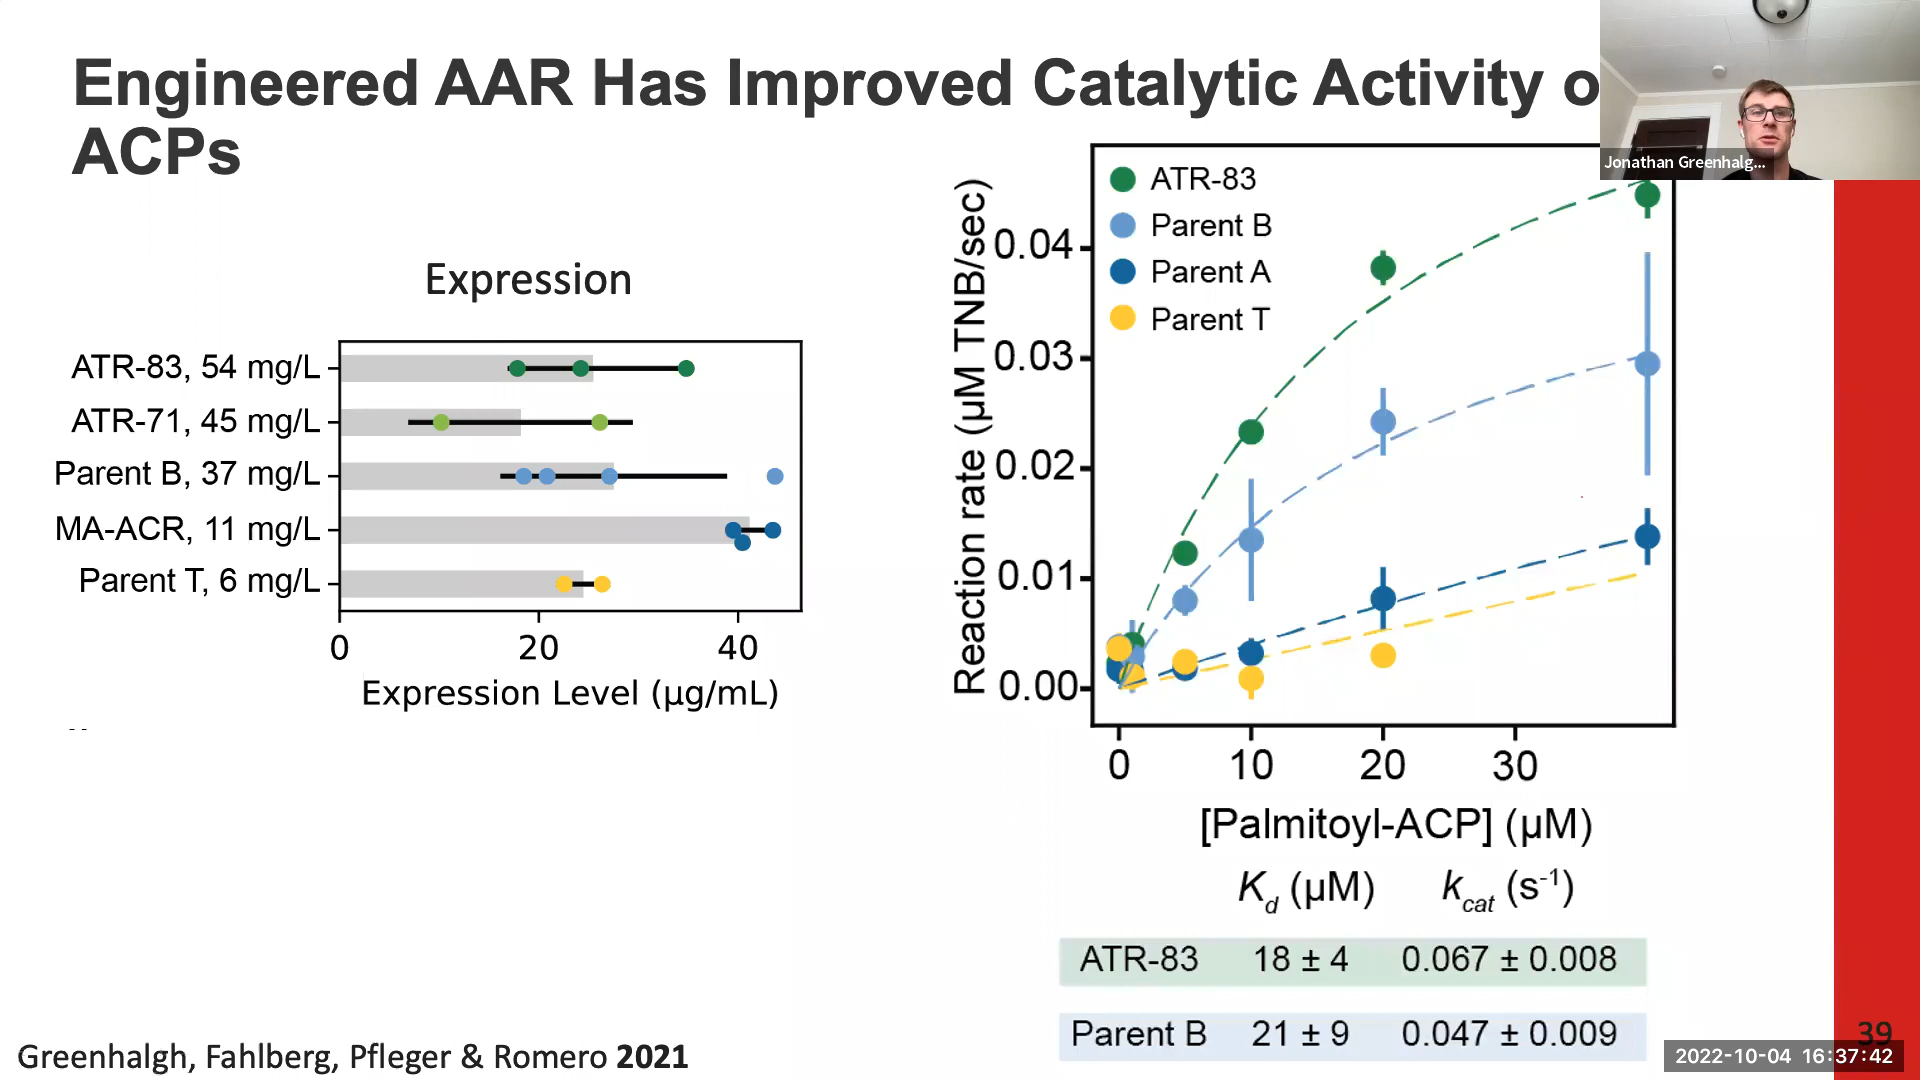 Engineered AAR Has Improved Catalytic Activity o
ACPs
Jonathan Greenhalg...
Expression
ATR-83, 54 mg/L
ATR-71, 45 mg/L
Parent B, 37 mg/L
MA-ACR, 11 mg/L
Parent T, 6 mg/L
0 20 40
Expression Level (μg/mL)
ATR-83
Parent B
Parent A
Parent T
Reaction rate (μM TNB/sec)
0.04
0.03
0.02
0.01
0.00
0 10 20 30
[Palmitoyl-ACP] (μM)
Kd (μM) kcat (s-1)
ATR-83 18 ± 4 0.067 ± 0.008
Parent B 21 ± 9 0.047 ± 0.009
Greenhalgh, Fahlberg, Pfleger & Romero 2021
39
2022-10-04 16:37:42